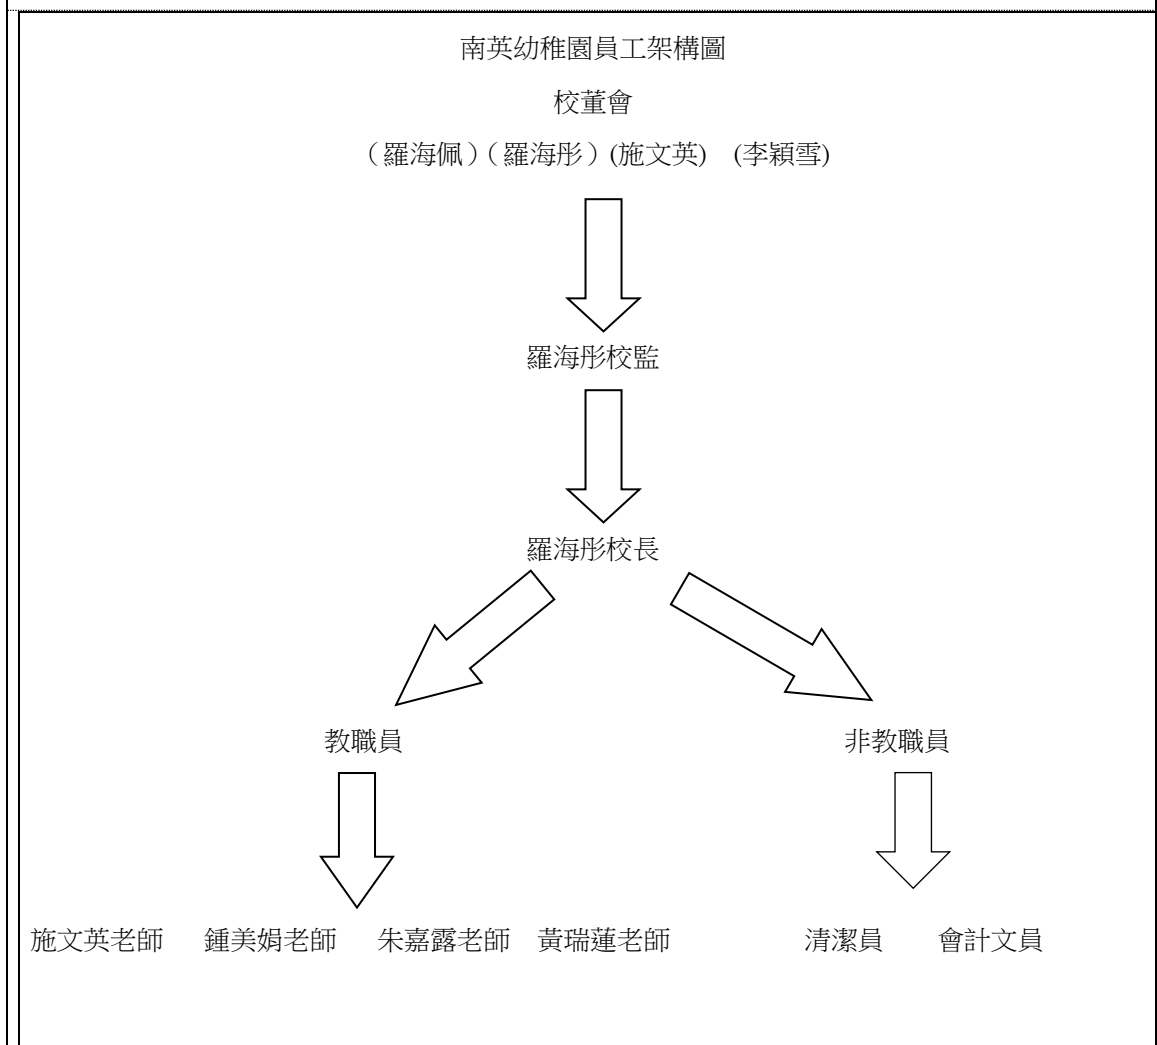 南英幼稚園員工架構圖
校董會
（羅海佩）（羅海彤）(施文英) (李穎雪)
羅海彤校監
羅海彤校長
教職員 非教職員
施文英老師 鍾美娟老師 朱嘉露老師 黃瑞蓮老師 清潔員 會計文員